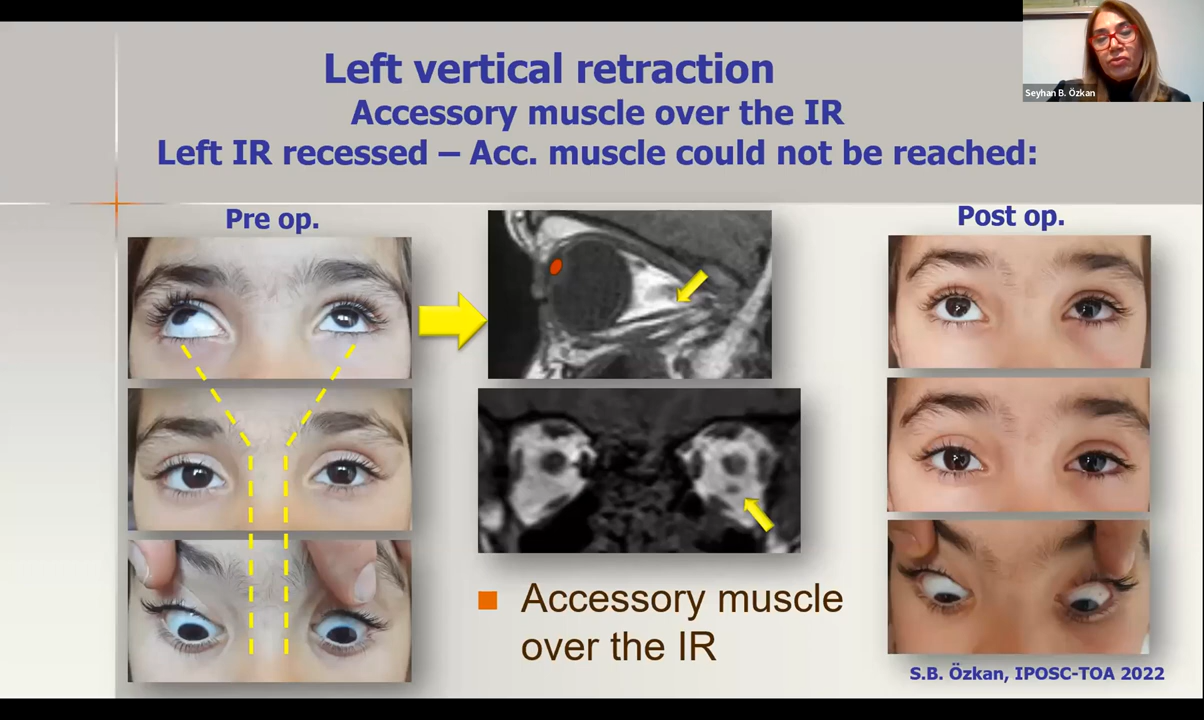 Left vertical retraction
Accessory muscle over the IR
Left IR recessed – Acc. muscle could not be reached:
Seyhan B. Özkan
Pre op.
Post op.
Accessory muscle
over the IR
S.B. Özkan, IPOSC-TOA 2022